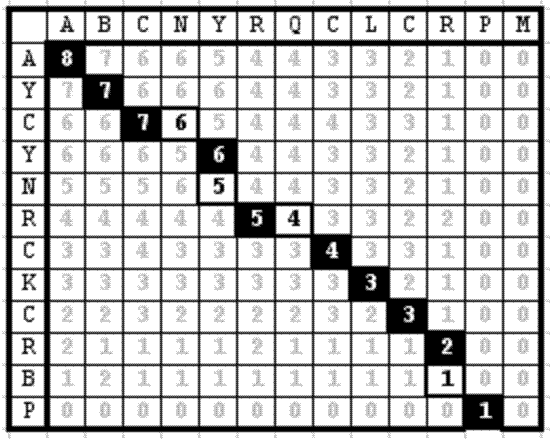 A B C N Y R Q C L C R P M
A 8 7 6 6 5 4 4 3 3 2 1 0 0
Y 7 7 6 6 6 4 4 3 3 2 1 0 0
C 6 6 7 6 5 4 4 4 3 3 1 0 0
Y 6 6 6 5 6 4 4 3 3 2 1 0 0
N 5 5 5 6 5 4 4 3 3 2 1 0 0
R 4 4 4 4 4 5 4 3 3 2 2 0 0
C 3 3 4 3 3 3 3 4 3 3 1 0 0
K 3 3 3 3 3 3 3 3 3 2 1 0 0
C 2 2 3 2 2 2 2 3 2 3 1 0 0
R 2 1 1 1 1 2 1 1 1 1 2 0 0
B 1 2 1 1 1 1 1 1 1 1 1 0 0
P 0 0 0 0 0 0 0 0 0 0 0 1 0